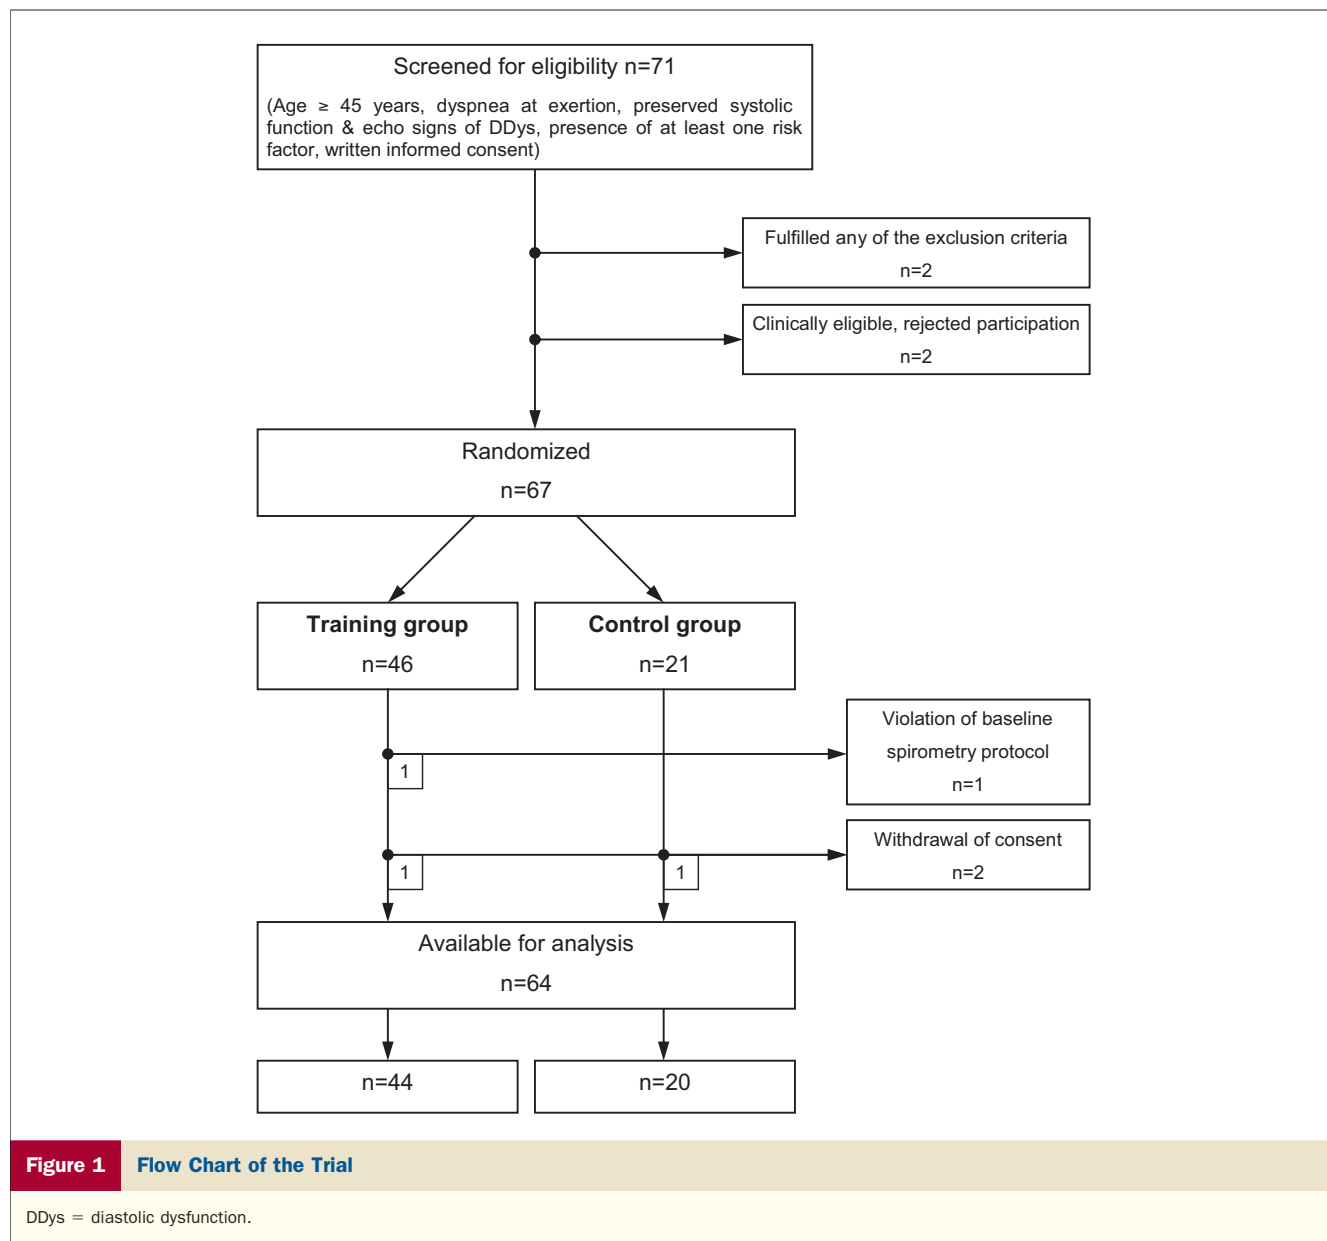 Screened for eligibility n=71
(Age ≥ 45 years, dyspnea at exertion, preserved systolic
function & echo signs of DDys, presence of at least one risk
factor, written informed consent)
Fulfilled any of the exclusion criteria
n=2
Clinically eligible, rejected participation
n=2
Randomized
n=67
Training group
n=46
Control group
n=21
Violation of baseline
spirometry protocol
n=1
1
Withdrawal of consent
n=2
1
1
Available for analysis
n=64
n=44
n=20
Figure 1 Flow Chart of the Trial
DDys = diastolic dysfunction.